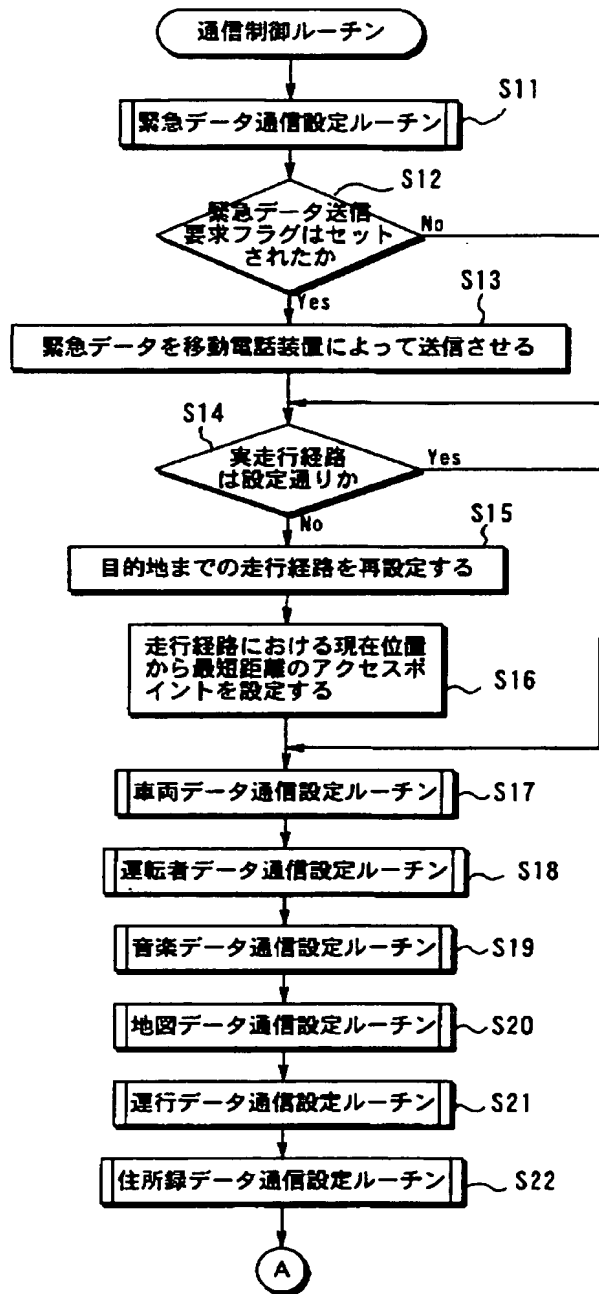 通信制御ルーチン
S11
緊急データ通信設定ルーチン
S12
緊急データ送信
要求フラグはセット
されたか
No
Yes
S13
緊急データを移動電話装置によって送信させる
S14
実走行経路
は設定通りか
Yes
No
S15
目的地までの走行経路を再設定する
走行経路における現在位置
から最短距離のアクセスポ
イントを設定する
S16
車両データ通信設定ルーチン
S17
運転者データ通信設定ルーチン
S18
音楽データ通信設定ルーチン
S19
地図データ通信設定ルーチン
S20
運行データ通信設定ルーチン
S21
住所録データ通信設定ルーチン
S22
A